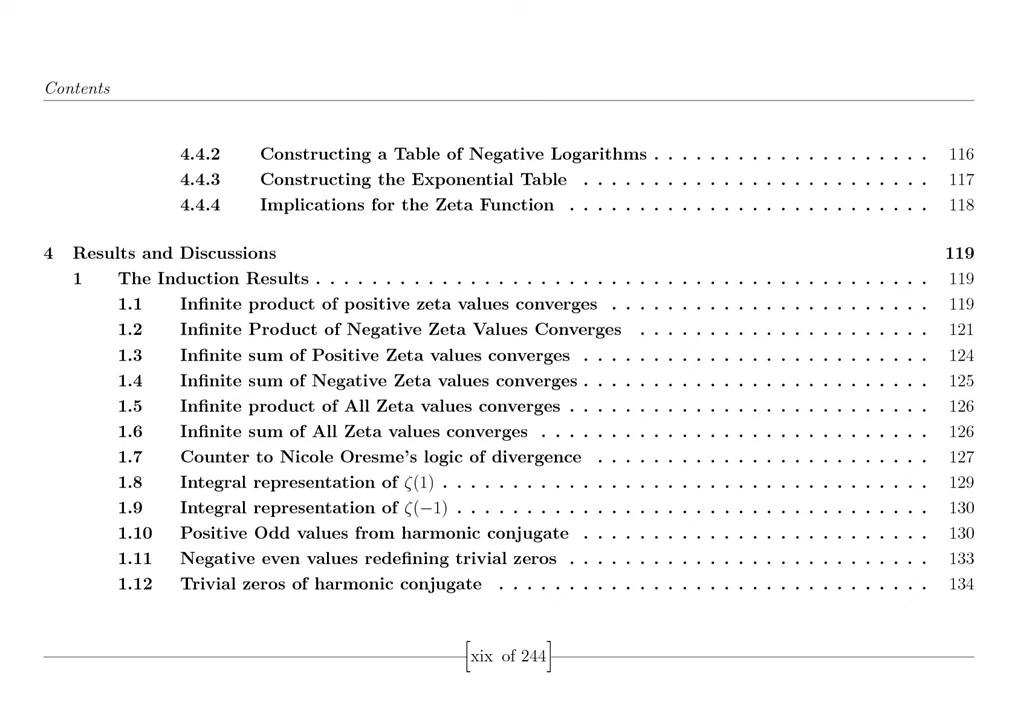 Contents
4.4.2 Constructing a Table of Negative Logarithms . . . . . . . . . . . . . . . . . . . . 116
4.4.3 Constructing the Exponential Table . . . . . . . . . . . . . . . . . . . . . . . . . 117
4.4.4 Implications for the Zeta Function . . . . . . . . . . . . . . . . . . . . . . . . . . 118
4 Results and Discussions 119
1 The Induction Results . . . . . . . . . . . . . . . . . . . . . . . . . . . . . . . . . . . . . . . . . . . . 119
1.1 Infinite product of positive zeta values converges . . . . . . . . . . . . . . . . . . . . . . . 119
1.2 Infinite Product of Negative Zeta Values Converges . . . . . . . . . . . . . . . . . . . . . 121
1.3 Infinite sum of Positive Zeta values converges . . . . . . . . . . . . . . . . . . . . . . . . . 124
1.4 Infinite sum of Negative Zeta values converges . . . . . . . . . . . . . . . . . . . . . . . . . 125
1.5 Infinite product of All Zeta values converges . . . . . . . . . . . . . . . . . . . . . . . . . . 126
1.6 Infinite sum of All Zeta values converges . . . . . . . . . . . . . . . . . . . . . . . . . . . . 126
1.7 Counter to Nicole Oresme's logic of divergence . . . . . . . . . . . . . . . . . . . . . . . . 127
1.8 Integral representation of ζ(1) . . . . . . . . . . . . . . . . . . . . . . . . . . . . . . . . . . . 129
1.9 Integral representation of ζ(−1) . . . . . . . . . . . . . . . . . . . . . . . . . . . . . . . . . . 130
1.10 Positive Odd values from harmonic conjugate . . . . . . . . . . . . . . . . . . . . . . . . . 130
1.11 Negative even values redefining trivial zeros . . . . . . . . . . . . . . . . . . . . . . . . . . 133
1.12 Trivial zeros of harmonic conjugate . . . . . . . . . . . . . . . . . . . . . . . . . . . . . . . 134
[xix of 244]